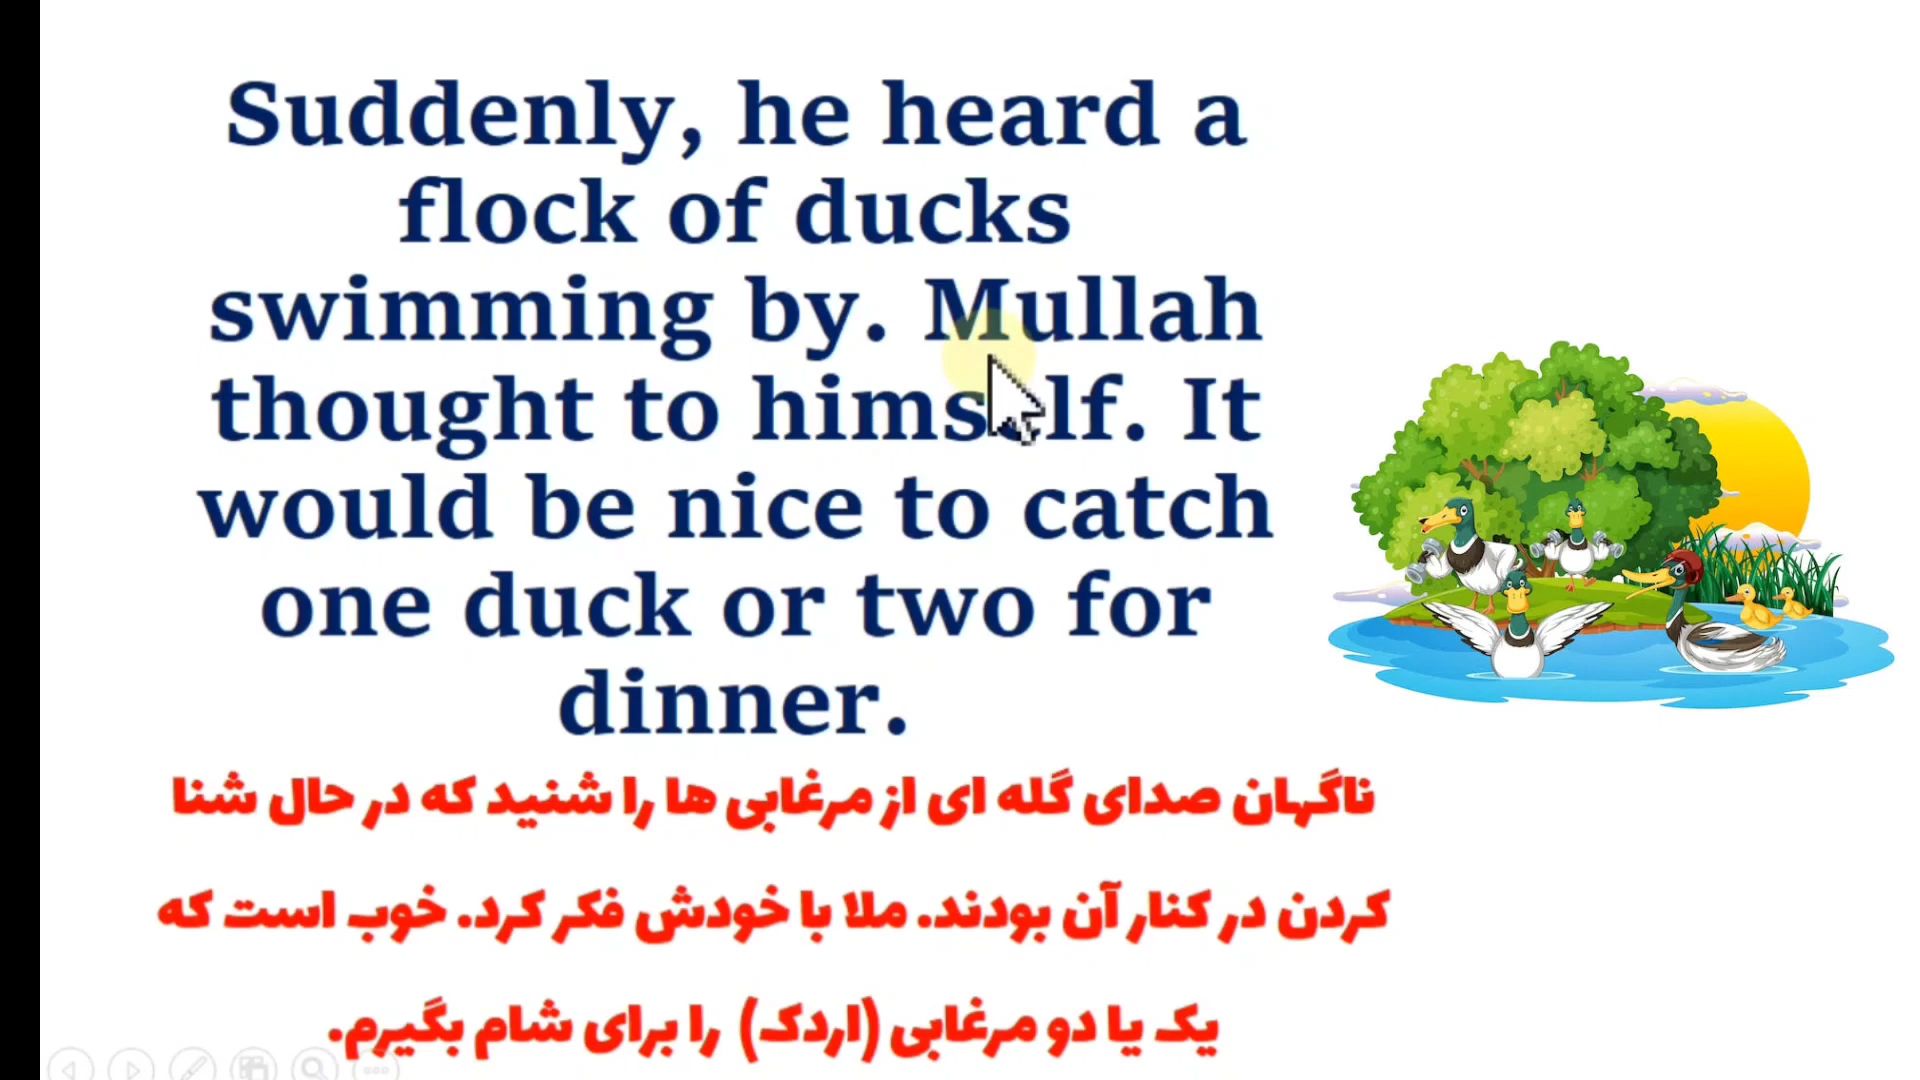 Suddenly, he heard a
flock of ducks
swimming by. Mullah
thought to himself. It
would be nice to catch
one duck or two for
dinner.
ناگهان صدای گله ای از مرغابی ها را شنید که در حال شنا
کردن در کنار آن بودند. ملا با خودش فکر کرد. خوب است که
یک یا دو مرغابی (اردک) را برای شام بگیرم.